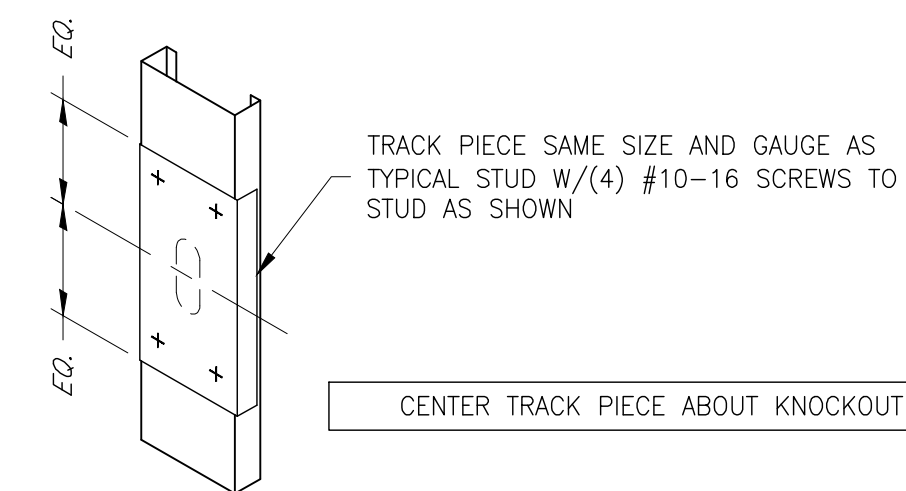 EQ.
TRACK PIECE SAME SIZE AND GAUGE AS
TYPICAL STUD W/(4) #10-16 SCREWS TO
STUD AS SHOWN
EQ.
CENTER TRACK PIECE ABOUT KNOCKOUT